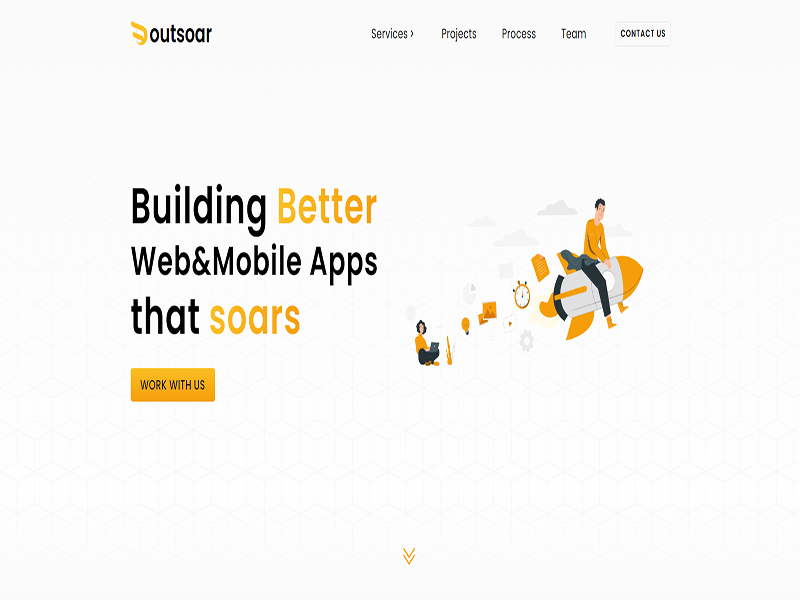 outsoar
Services ›
Projects
Process
Team
CONTACT US
Building Better
Web&Mobile Apps
that soars
WORK WITH US